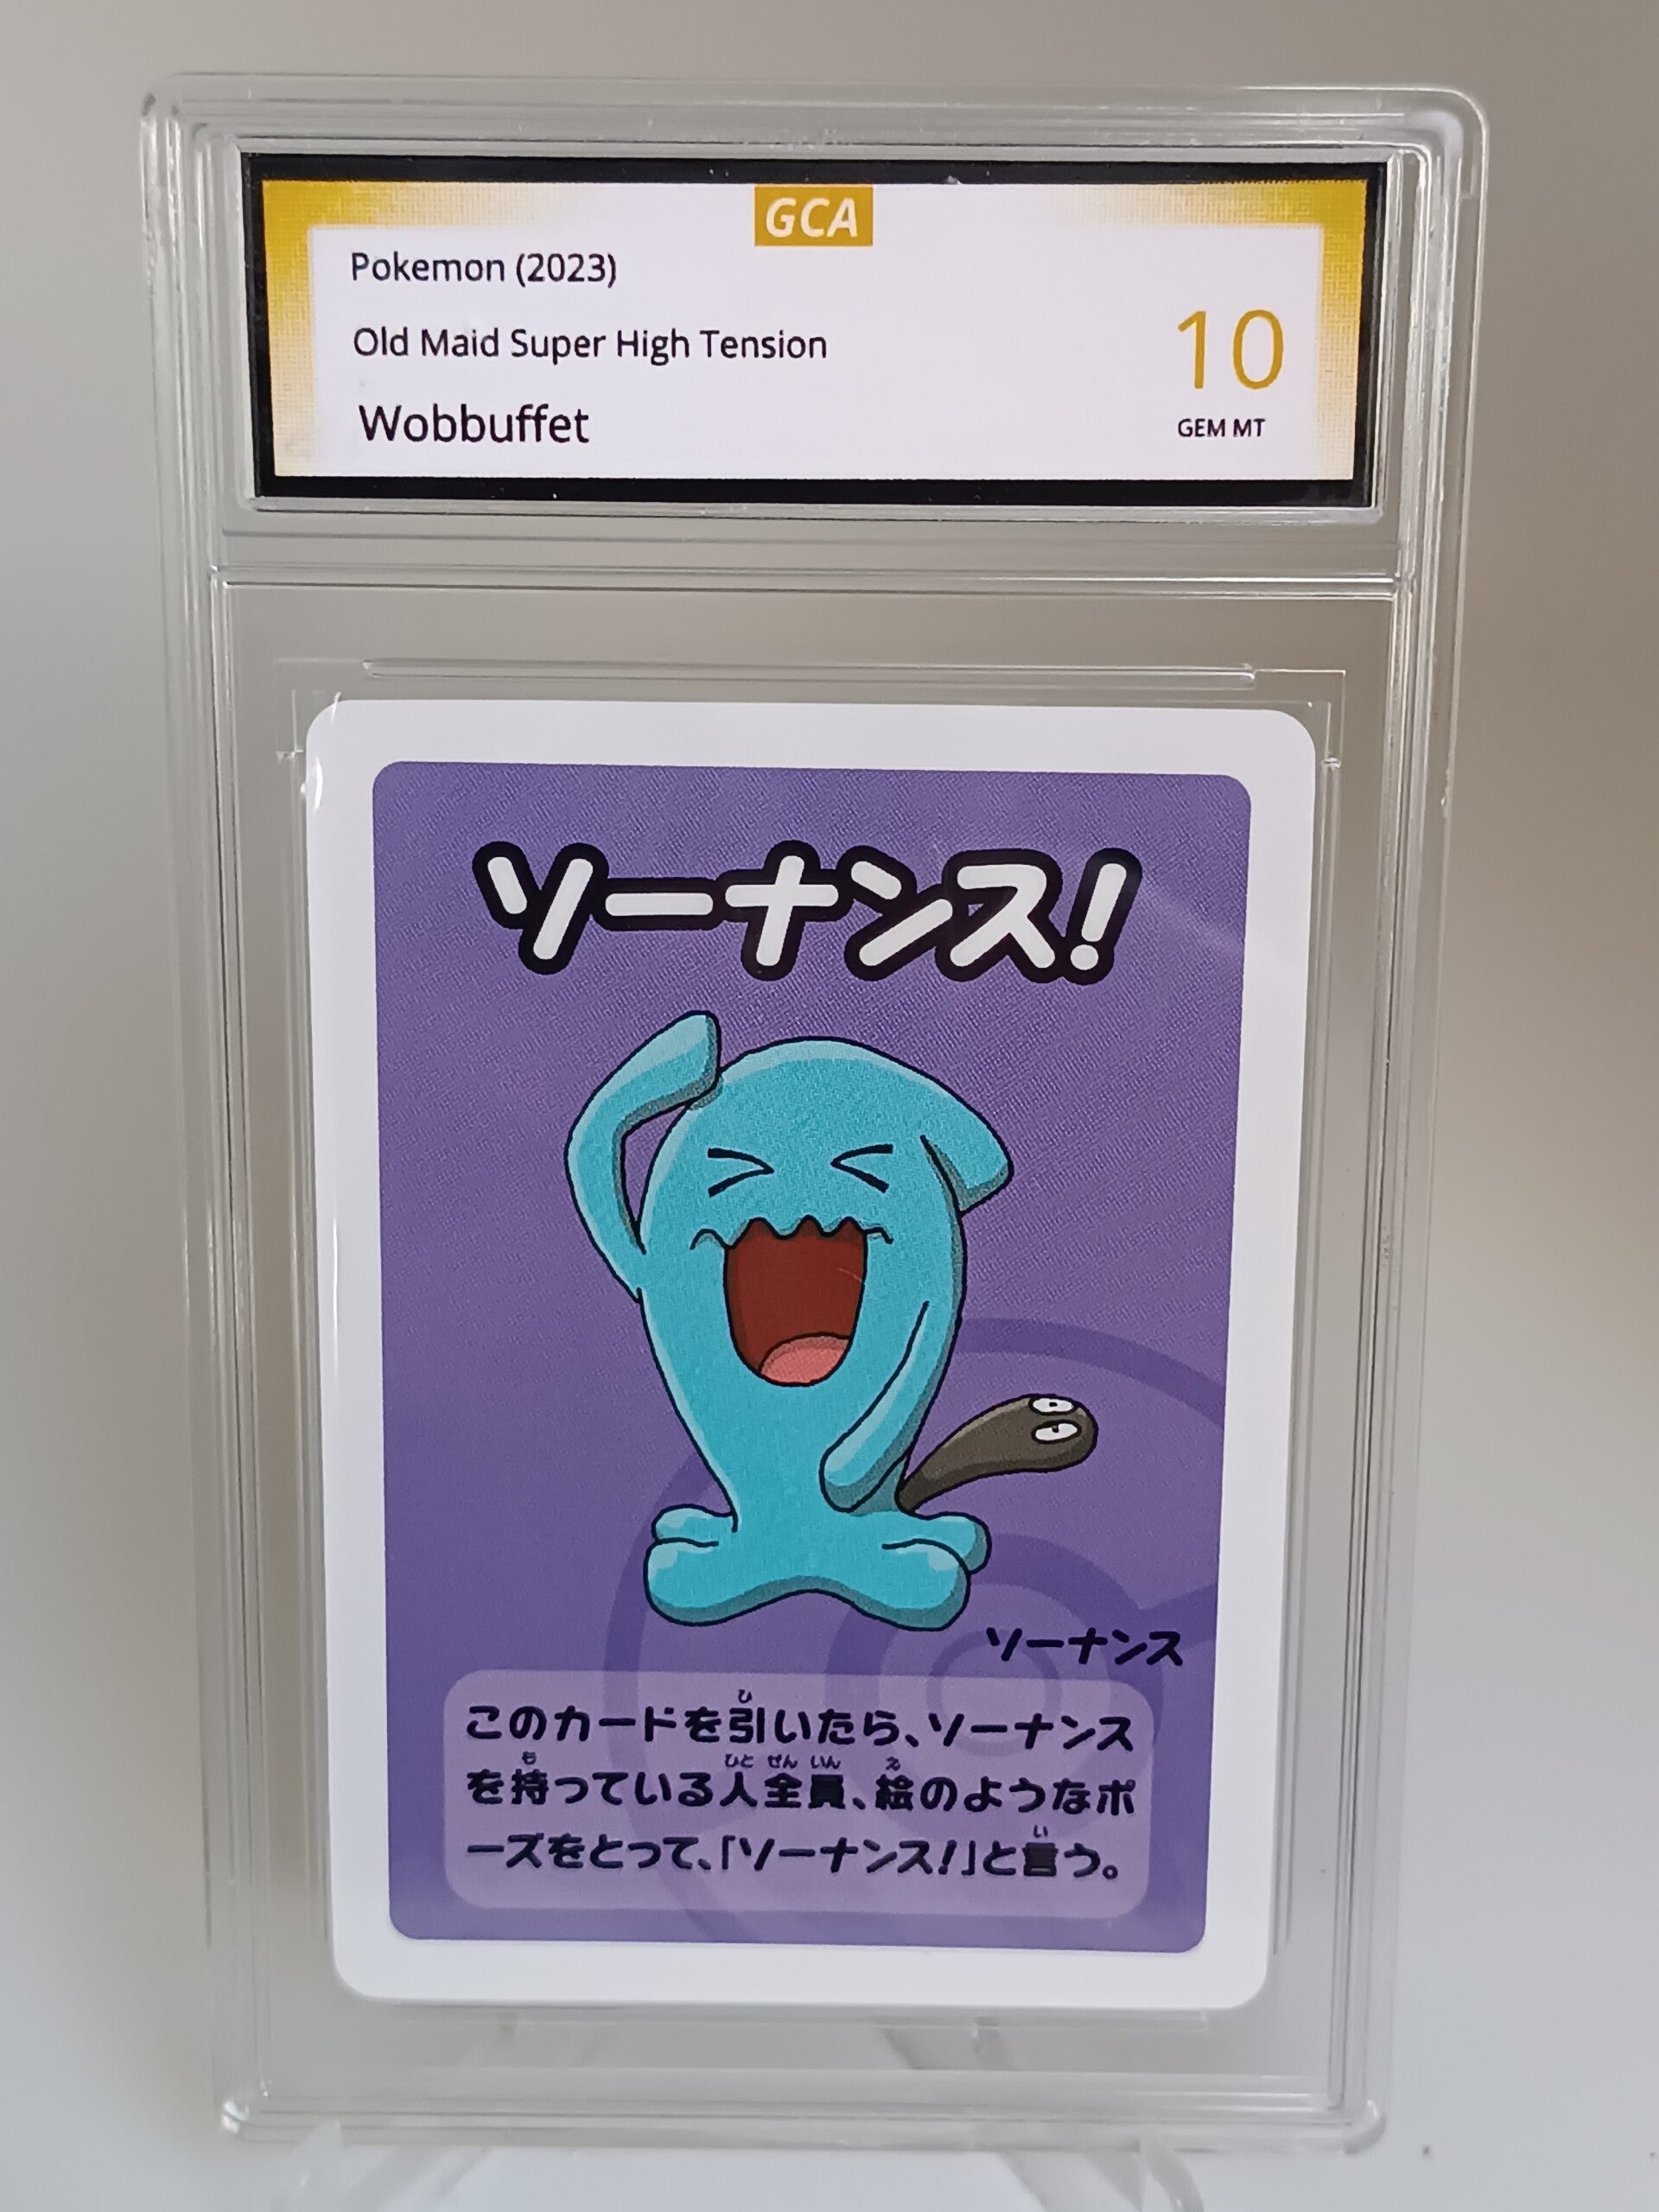 GCA
Pokemon (2023)
Old Maid Super High Tension
Wobbuffet
10
GEM MT
ソーナンス!
ソーナンス
このカードを引いたら、ソーナンス
を持っている人全員、絵のようなポ
ーズをとって、「ソーナンス!」と言う。